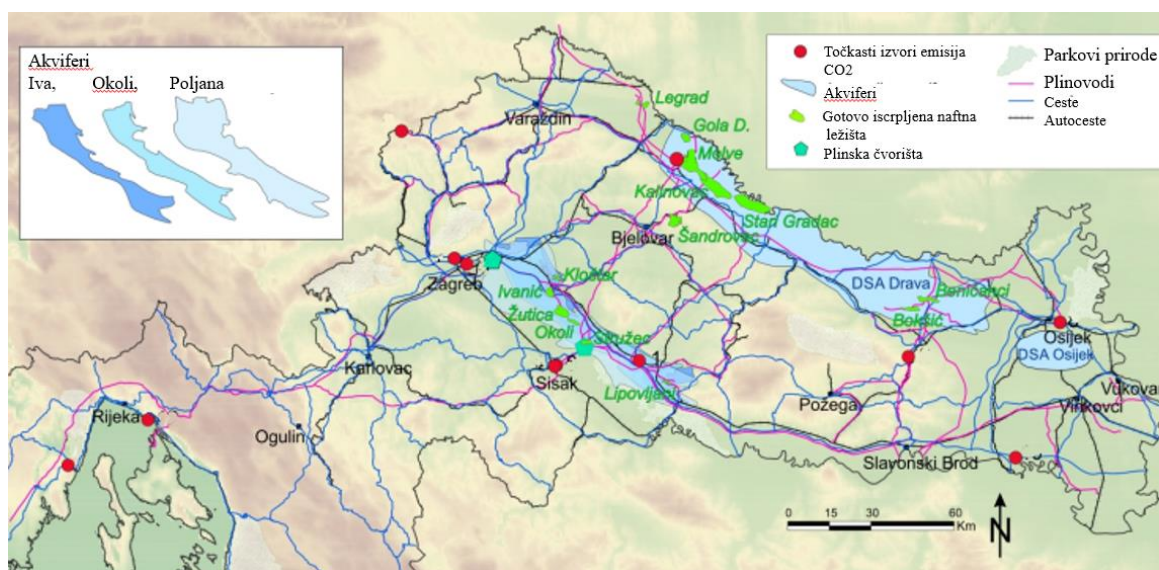 Akviferi
Iva, Okoli, Poljana
Točkasti izvori emisija
CO2
Akviferi
Gotovo iscrpljena naftna
ležišta
Plinska čvorišta
Parkovi prirode
Plinovodi
Ceste
Autoceste
Legrad
Varaždin
Gola D.
Molve
Kalinovac
Stari Gradac
Bjelovar
Šandrovac
Zagreb
Kloštar
Ivanić
Žutica
Okoli
Stružec
DSA Drava
Beničanci
Bokšić
Osijek
DSA Osijek
Karlovac
Sisak
1
Lipovljani
Požega
Vukovar
Vinkovci
Rijeka
Ogulin
Slavonski Brod
0 15 30 60
Km
N